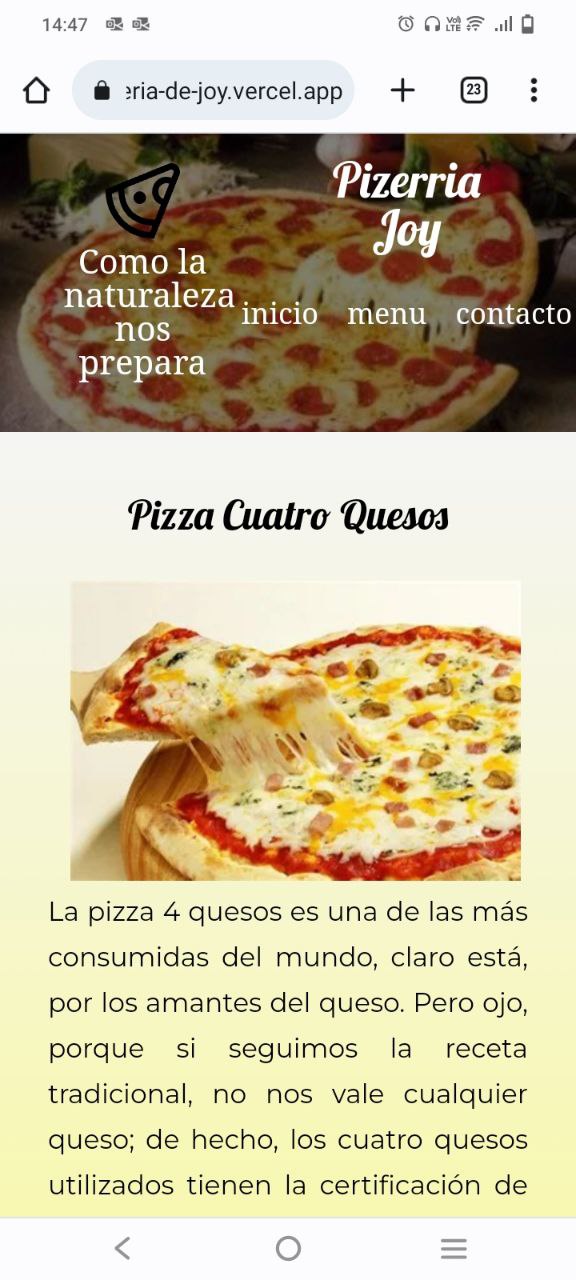 14:47
Vo) LTE
eria-de-joy.vercel.app
23
Pizerria
Joy
Como la
naturaleza
nos
prepara
inicio menu contacto
Pizza Cuatro Quesos
La pizza 4 quesos es una de las más
consumidas del mundo, claro está,
por los amantes del queso. Pero ojo,
porque si seguimos la receta
tradicional, no nos vale cualquier
queso; de hecho, los cuatro quesos
utilizados tienen la certificación de